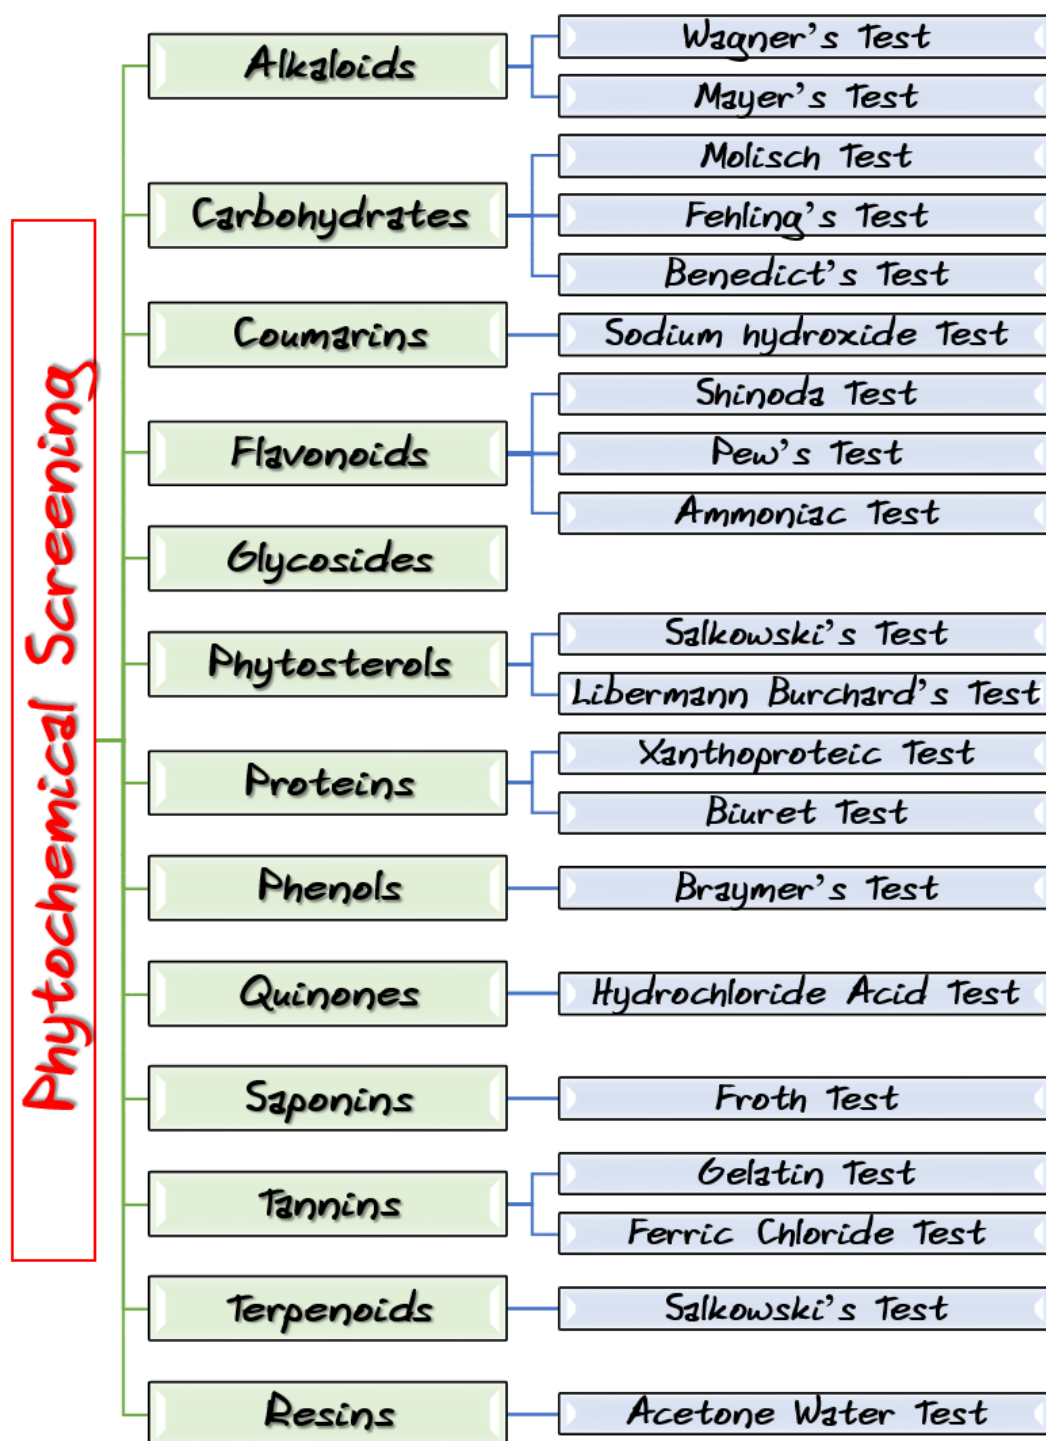 Phytochemical Screening
Alkaloids
Wagner's Test
Mayer's Test
Carbohydrates
Molisch Test
Fehling's Test
Benedict's Test
Coumarins
Sodium hydroxide Test
Flavonoids
Shinoda Test
Pew's Test
Ammoniac Test
Glycosides
Phytosterols
Salkowski's Test
Libermann Burchard's Test
Proteins
Xanthoproteic Test
Biuret Test
Phenols
Braymer's Test
Quinones
Hydrochloride Acid Test
Saponins
Froth Test
Tannins
Gelatin Test
Ferric Chloride Test
Terpenoids
Salkowski's Test
Resins
Acetone Water Test